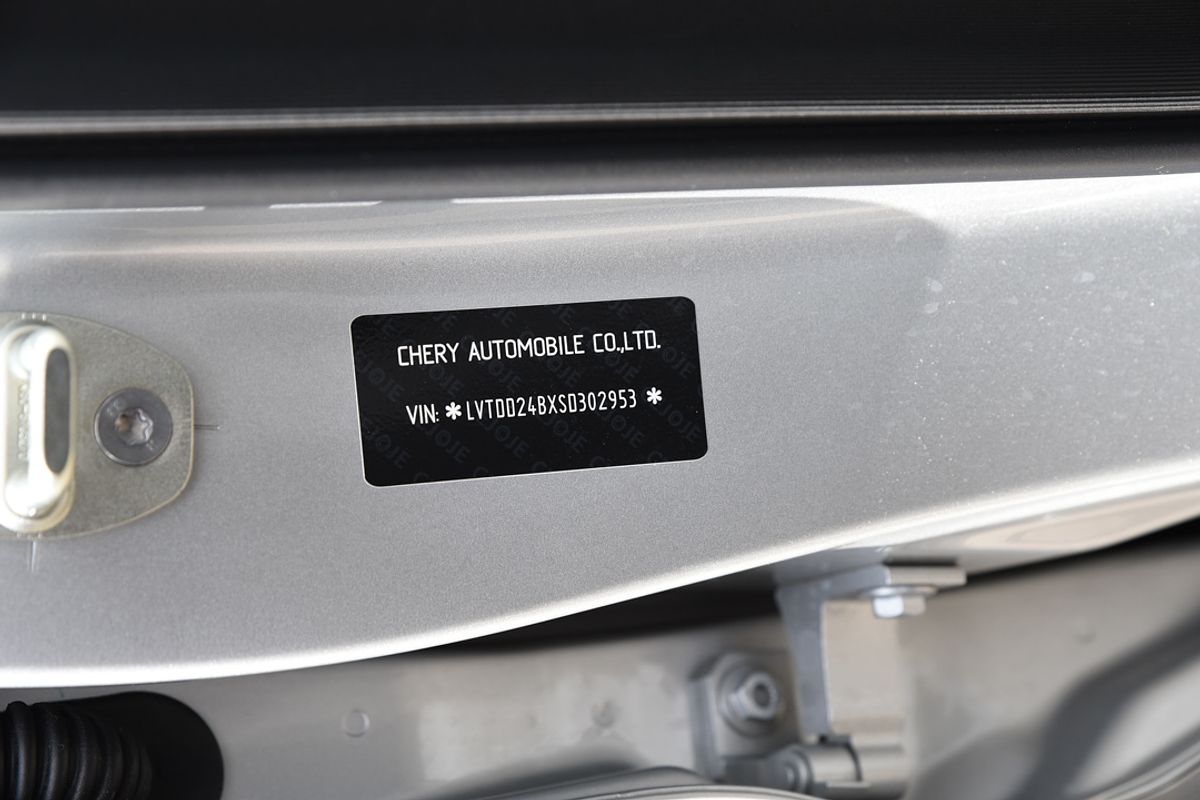 CHERY AUTOMOBILE CO.,LTD.
VIN: *LVTDD24BXSD302953 *